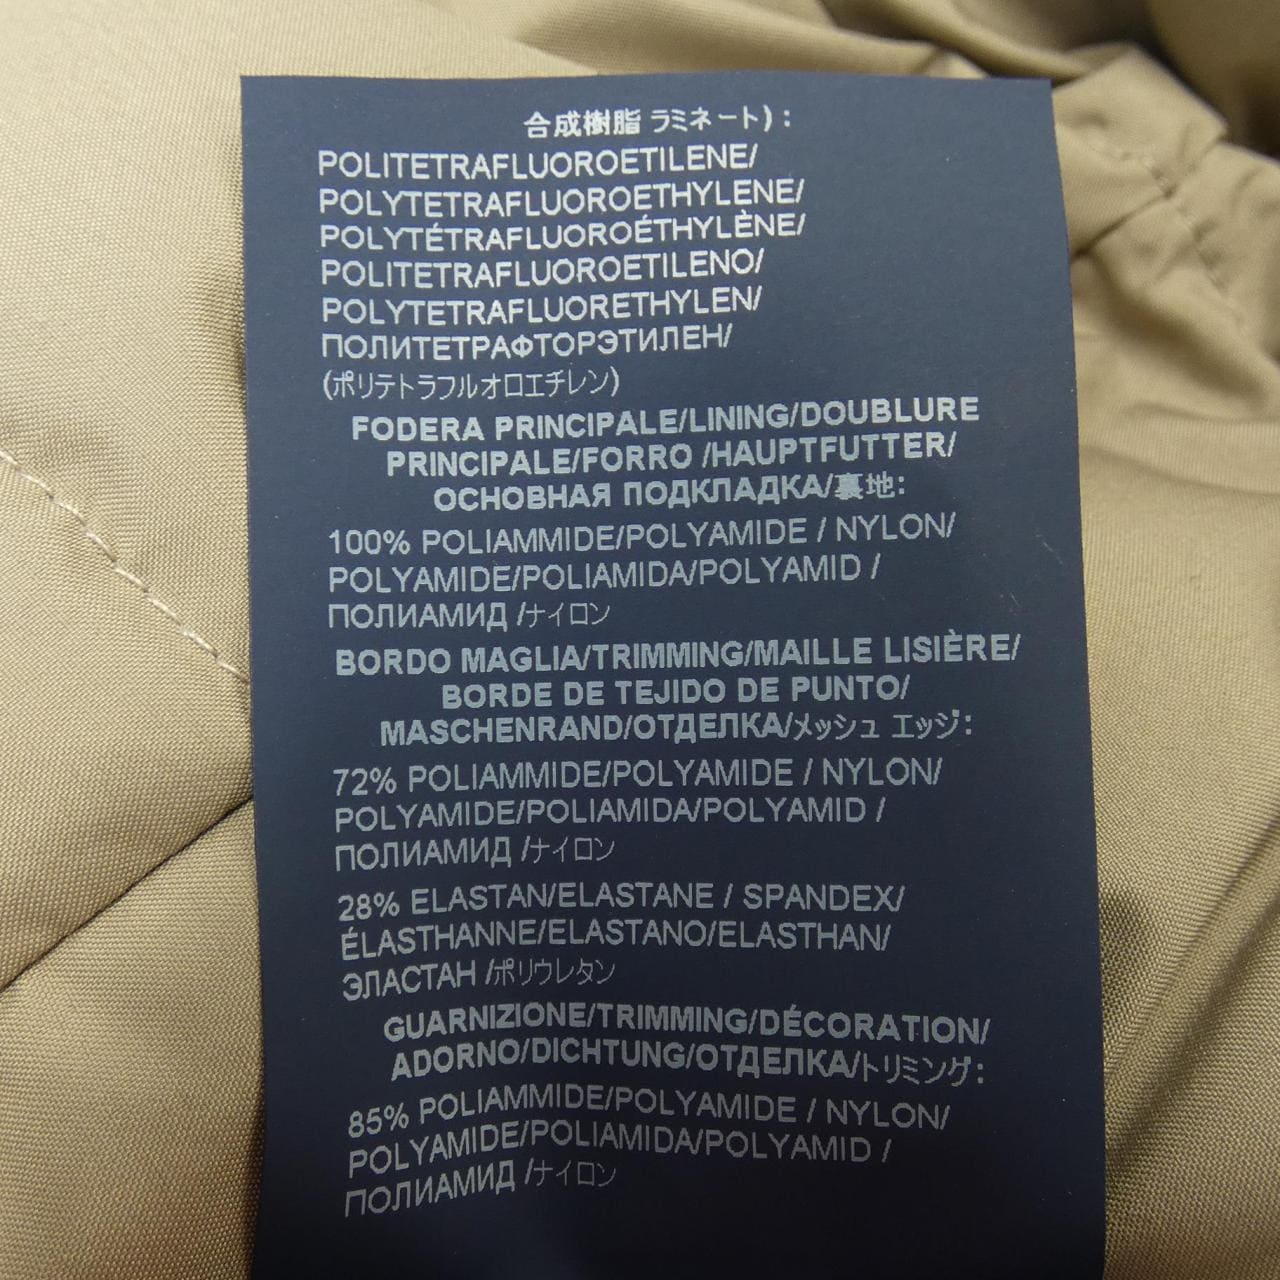 合成樹脂 ラミネート):
POLITETRAFLUOROETILENE/
POLYTETRAFLUOROETHYLENE/
POLYTÉTRAFLUOROÉTHYLÈNE/
POLITETRAFLUOROETILENO/
POLYTETRAFLUORETHYLEN/
ПОЛИТЕТРАФТОРЭТИЛЕН/
(ポリテトラフルオロエチレン)
FODERA PRINCIPALE/LINING/DOUBLURE
PRINCIPALE/FORRO /HAUPTFUTTER/
ОСНОВНАЯ ПОДКЛАДКА/裏地:
100% POLIAMMIDE/POLYAMIDE / NYLON/
POLYAMIDE/POLIAMIDA/POLYAMID /
ПОЛИАМИД /ナイロン
BORDO MAGLIA/TRIMMING/MAILLE LISIÈRE/
BORDE DE TEJIDO DE PUNTO/
MASCHENRAND/ОТДЕЛКА/メッシュ エッジ:
72% POLIAMMIDE/POLYAMIDE / NYLON/
POLYAMIDE/POLIAMIDA/POLYAMID /
ПОЛИАМИД /ナイロン
28% ELASTAN/ELASTANE / SPANDEX/
ÉLASTHANNE/ELASTANO/ELASTHAN/
ЭЛАСТАН /ポリウレタン
GUARNIZIONE/TRIMMING/DÉCORATION/
ADORNO/DICHTUNG/ОТДЕЛКА/トリミング:
85% POLIAMMIDE/POLYAMIDE / NYLON/
POLYAMIDE/POLIAMIDA/POLYAMID /
ПОЛИАМИД /ナイロン